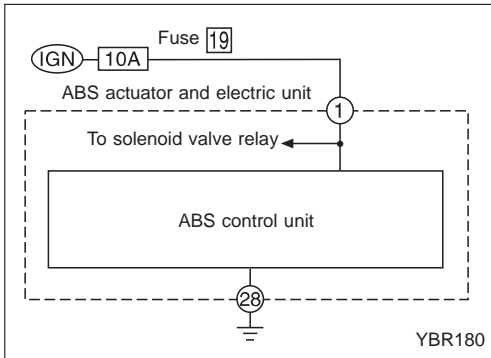 Fuse 19
IGN 10A
ABS actuator and electric unit 1
To solenoid valve relay
ABS control unit
28
YBR180